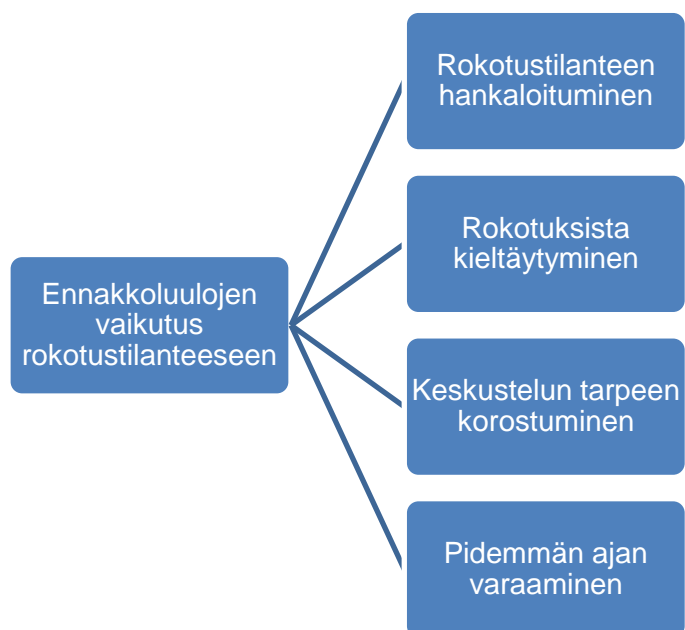 Rokotustilanteen
hankaloituminen
Rokotuksista
kieltäytyminen
Ennakkoluulojen
vaikutus
rokotustilanteeseen
Keskustelun tarpeen
korostuminen
Pidemmän ajan
varaaminen